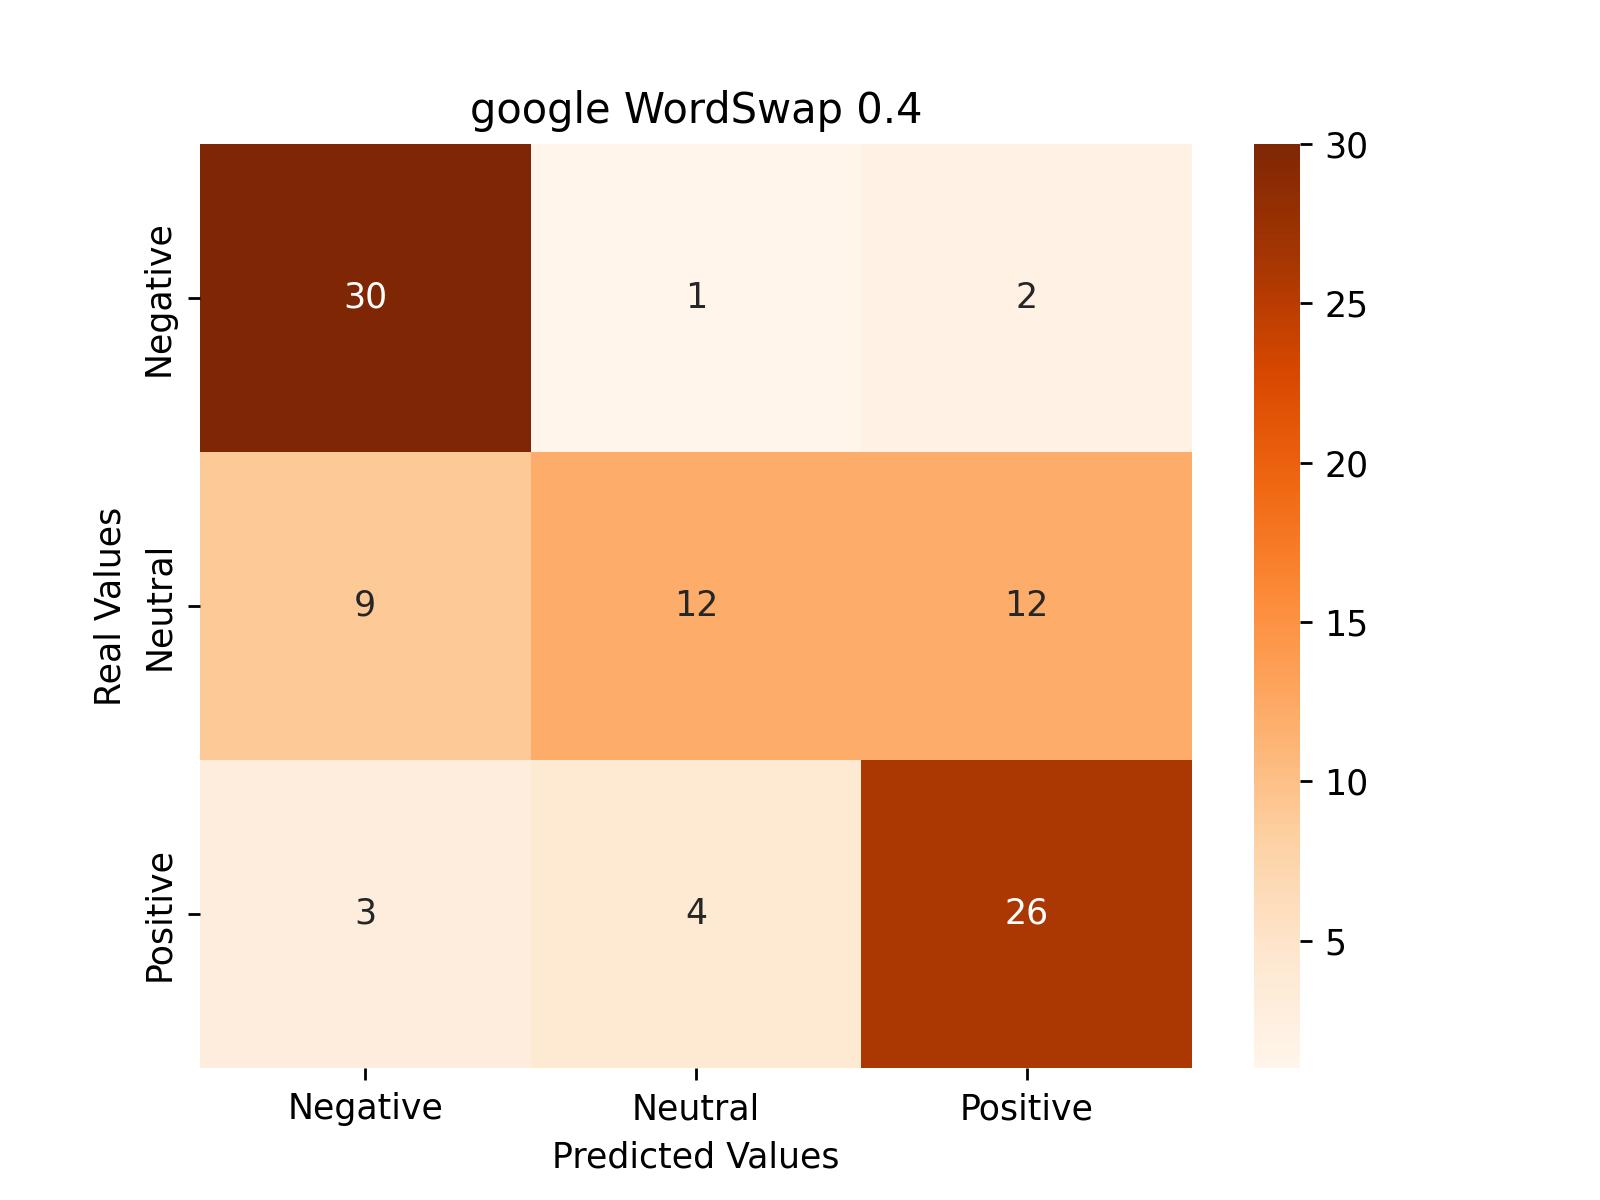 google WordSwap 0.4
Real Values
Negative
30
1
2
Neutral
9
12
12
Positive
3
4
26
Negative
Neutral
Positive
Predicted Values
30
25
20
15
10
5